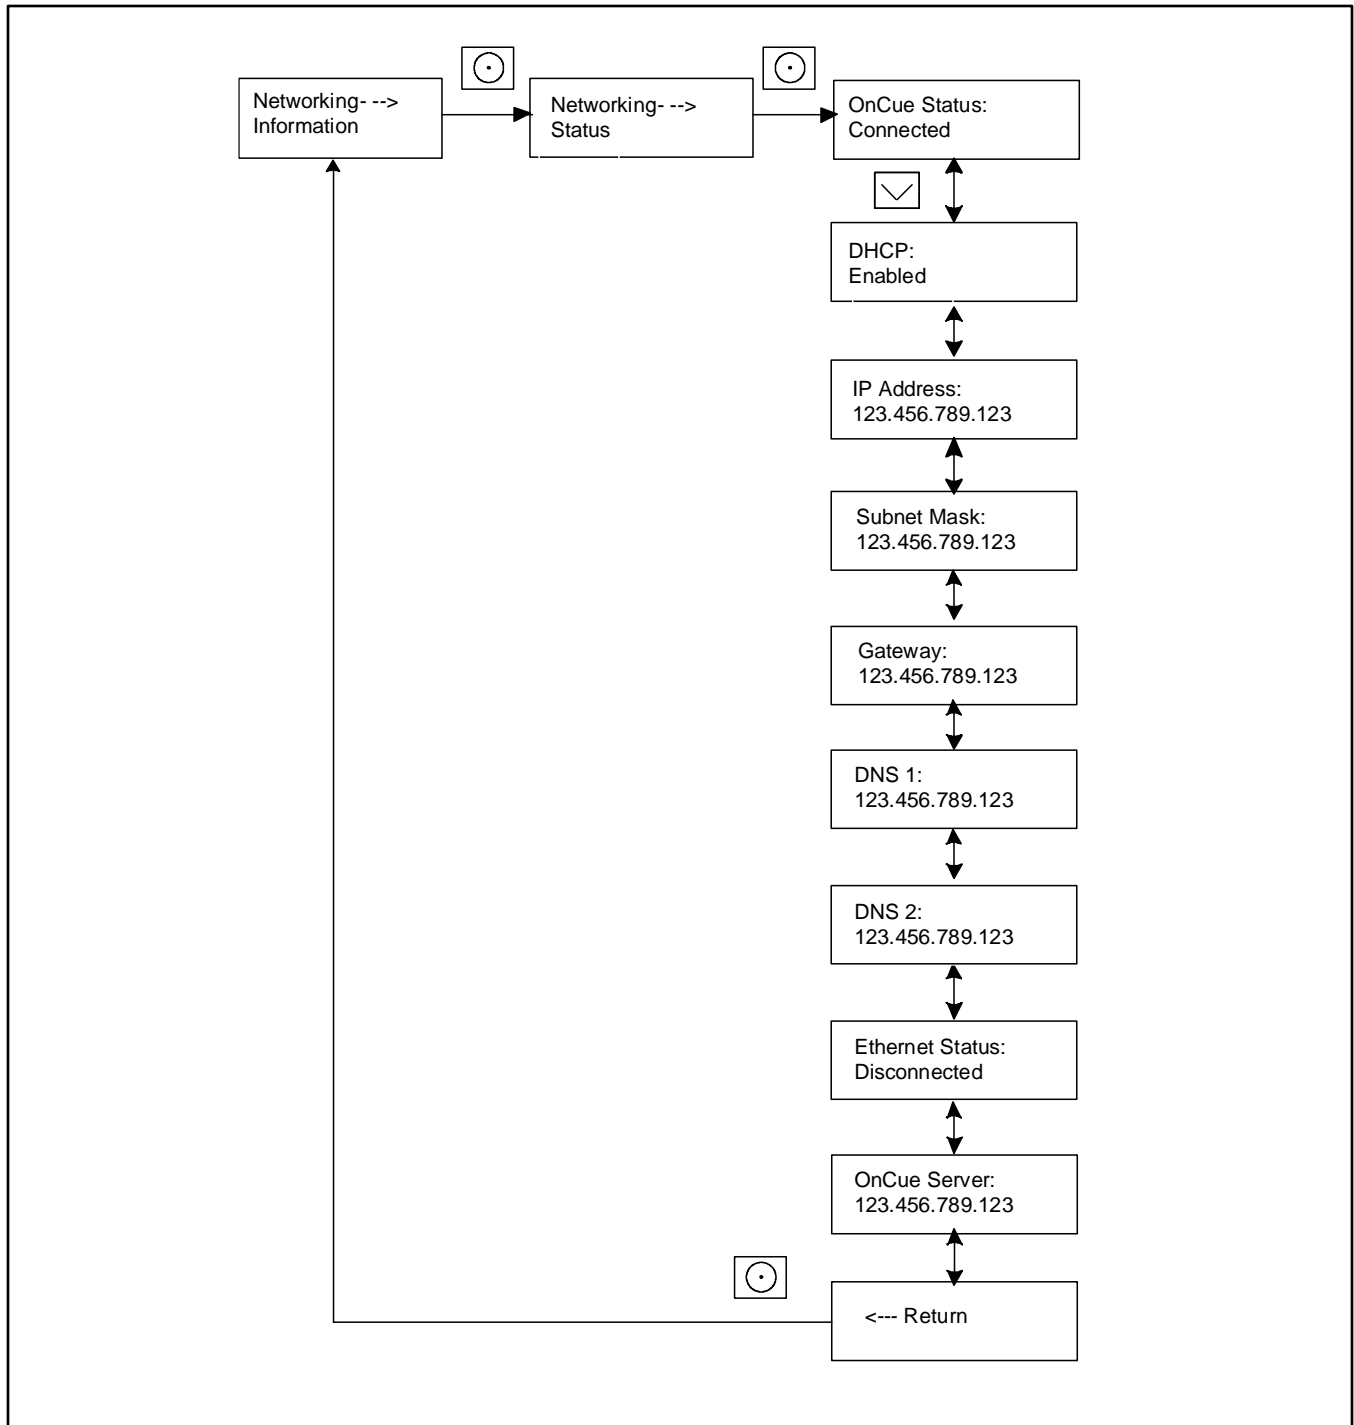 Networking- -->
Information
Networking- -->
Status
OnCue Status:
Connected
DHCP:
Enabled
IP Address:
123.456.789.123
Subnet Mask:
123.456.789.123
Gateway:
123.456.789.123
DNS 1:
123.456.789.123
DNS 2:
123.456.789.123
Ethernet Status:
Disconnected
OnCue Server:
123.456.789.123
<--- Return